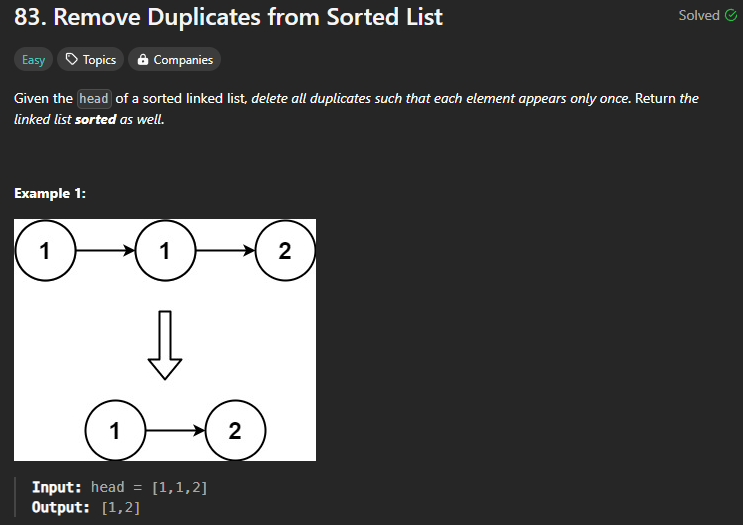 83. Remove Duplicates from Sorted List
Solved
Easy Topics Companies
Given the head of a sorted linked list, delete all duplicates such that each element appears only once. Return the
linked list sorted as well.
Example 1:
1 1 2
1 2
Input: head = [1,1,2]
Output: [1,2]